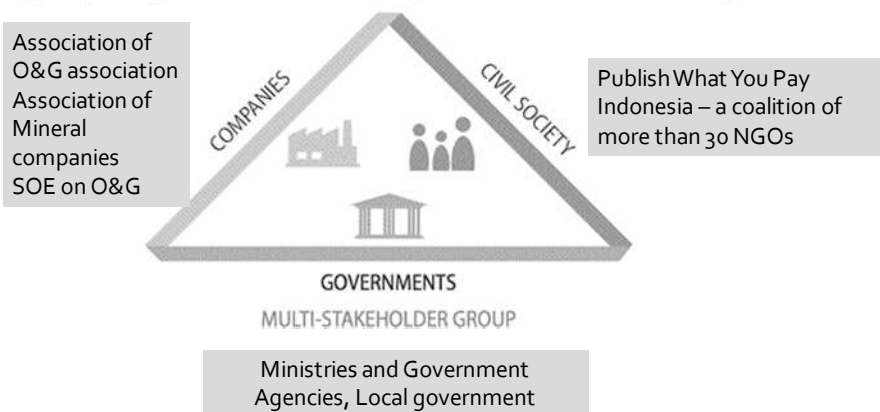 Association of
O&G association
Association of
Mineral
companies
SOE on O&G
COMPANIES
CIVIL SOCIETY
Publish What You Pay
Indonesia – a coalition of
more than 30 NGOs
GOVERNMENTS
MULTI-STAKEHOLDER GROUP
Ministries and Government
Agencies, Local government